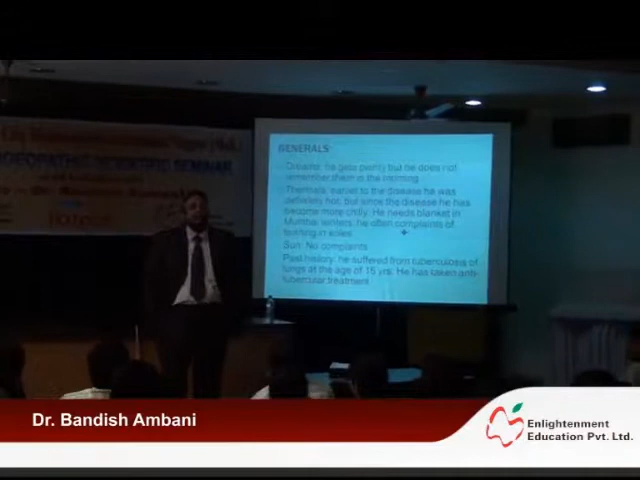 HOMOEOPATHIC SCIENTIFIC SEMINAR
GENERALS:
Dreams: he gets plenty but he does not
remember them in the morning
Thermals: earlier to the disease he was
definitely hot, but since the disease he has
become more chilly. He needs blanket in
Mumbai winters, he often complaints of
burning in soles.
Sun: No complaints
Past history: he suffered from tuberculosis of
lungs at the age of 15 yrs. He has taken anti-
tubercular treatment
Dr. Bandish Ambani
Enlightenment
Education Pvt. Ltd.